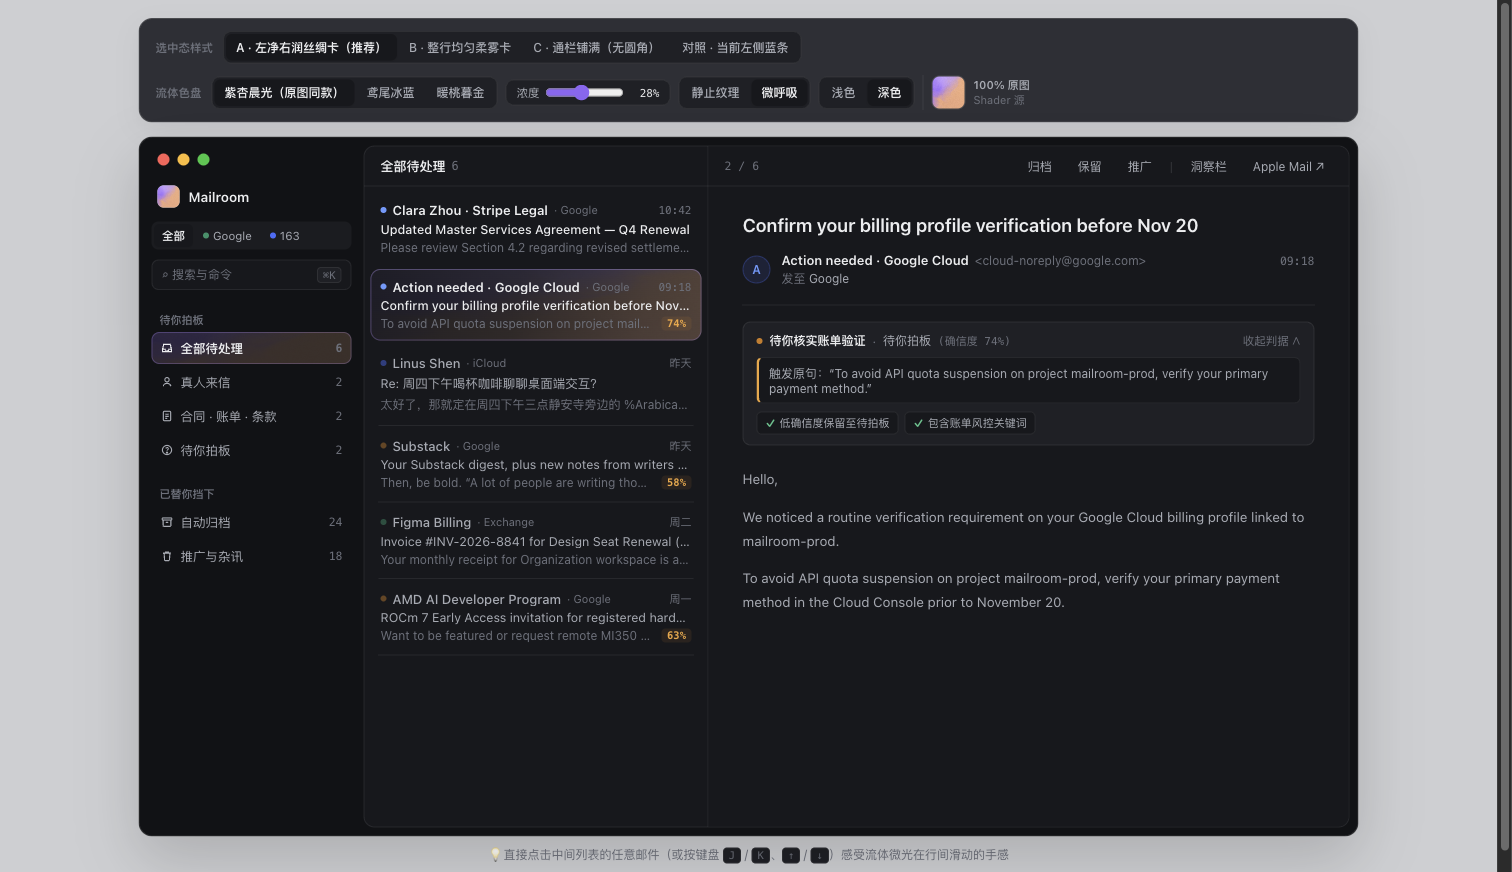 选中态样式 A · 左净右润丝绸卡（推荐） B · 整行均匀柔雾卡 C · 通栏铺满（无圆角） 对照 · 当前左侧蓝条
流体色盘 紫杏晨光（原图同款） 鸢尾冰蓝 暖桃暮金 浓度 28% 静止纹理 微呼吸 浅色 深色 100% 原图
Shader 源
Mailroom
全部 Google 163
搜索与命令 ⌘K
待你拍板
全部待处理 6
真人来信 2
合同 · 账单 · 条款 2
待你拍板 2
已替你挡下
自动归档 24
推广与杂讯 18
全部待处理 6
Clara Zhou · Stripe Legal · Google 10:42
Updated Master Services Agreement — Q4 Renewal
Please review Section 4.2 regarding revised settleme...
Action needed · Google Cloud · Google 09:18
Confirm your billing profile verification before Nov...
To avoid API quota suspension on project mail... 74%
Linus Shen · iCloud 昨天
Re: 周四下午喝杯咖啡聊聊桌面端交互?
太好了，那就定在周四下午三点静安寺旁边的 %Arabica...
Substack · Google 昨天
Your Substack digest, plus new notes from writers ...
Then, be bold. “A lot of people are writing tho... 58%
Figma Billing · Exchange 周二
Invoice #INV-2026-8841 for Design Seat Renewal (...
Your monthly receipt for Organization workspace is a...
AMD AI Developer Program · Google 周一
ROCm 7 Early Access invitation for registered hard...
Want to be featured or request remote MI350 ... 63%
2 / 6 归档 保留 推广 | 洞察栏 Apple Mail ↗
Confirm your billing profile verification before Nov 20
A Action needed · Google Cloud <cloud-noreply@google.com> 09:18
发至 Google
待你核实账单验证 · 待你拍板 (确信度 74%) 收起判据 ∧
触发原句：“To avoid API quota suspension on project mailroom-prod, verify your primary
payment method.”
✓ 低确信度保留至待拍板 ✓ 包含账单风控关键词
Hello,
We noticed a routine verification requirement on your Google Cloud billing profile linked to
mailroom-prod.
To avoid API quota suspension on project mailroom-prod, verify your primary payment
method in the Cloud Console prior to November 20.
💡 直接点击中间列表的任意邮件（或按键盘 J / K、↑ / ↓）感受流体微光在行间滑动的手感